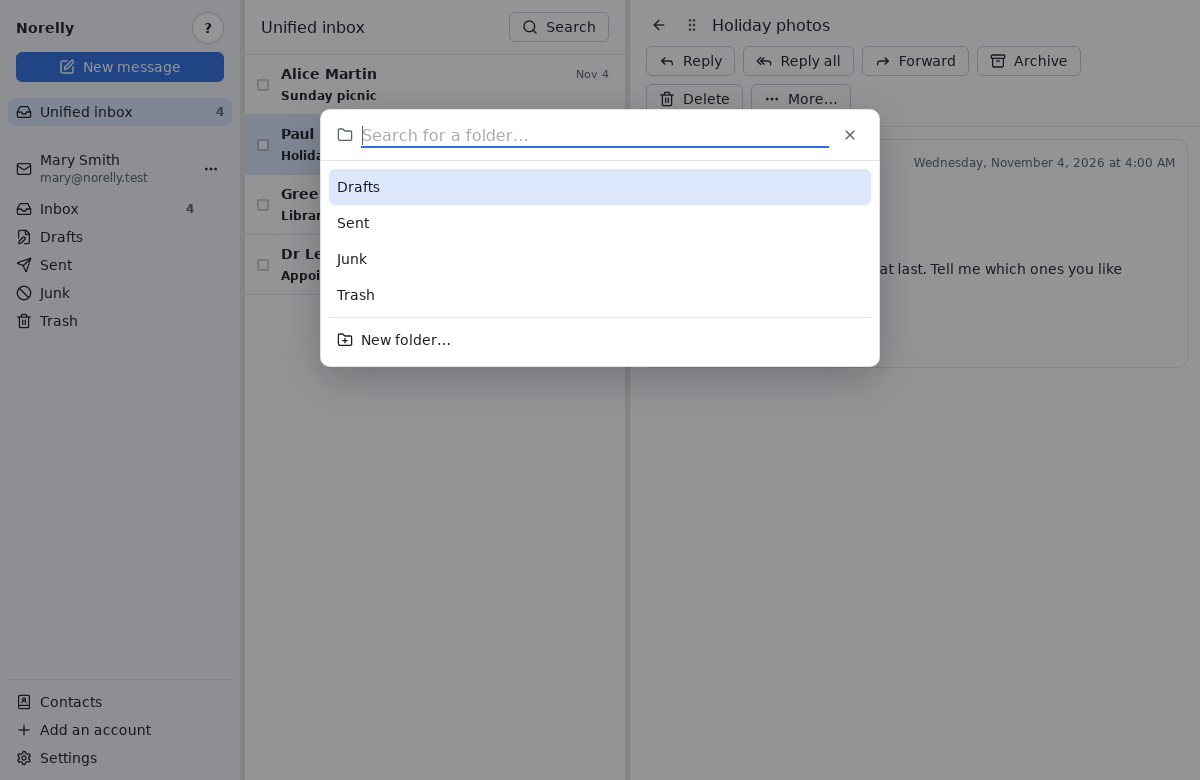 Norelly
?
New message
Unified inbox
4
Mary Smith
mary@norelly.test
Inbox
4
Drafts
Sent
Junk
Trash
Contacts
Add an account
Settings
Unified inbox
Search
Alice Martin
Nov 4
Sunday picnic
Paul
Holida
Gree
Librar
Dr Le
Appoi
Holiday photos
Reply
Reply all
Forward
Archive
Delete
More…
Wednesday, November 4, 2026 at 4:00 AM
at last. Tell me which ones you like
Search for a folder…
Drafts
Sent
Junk
Trash
New folder…